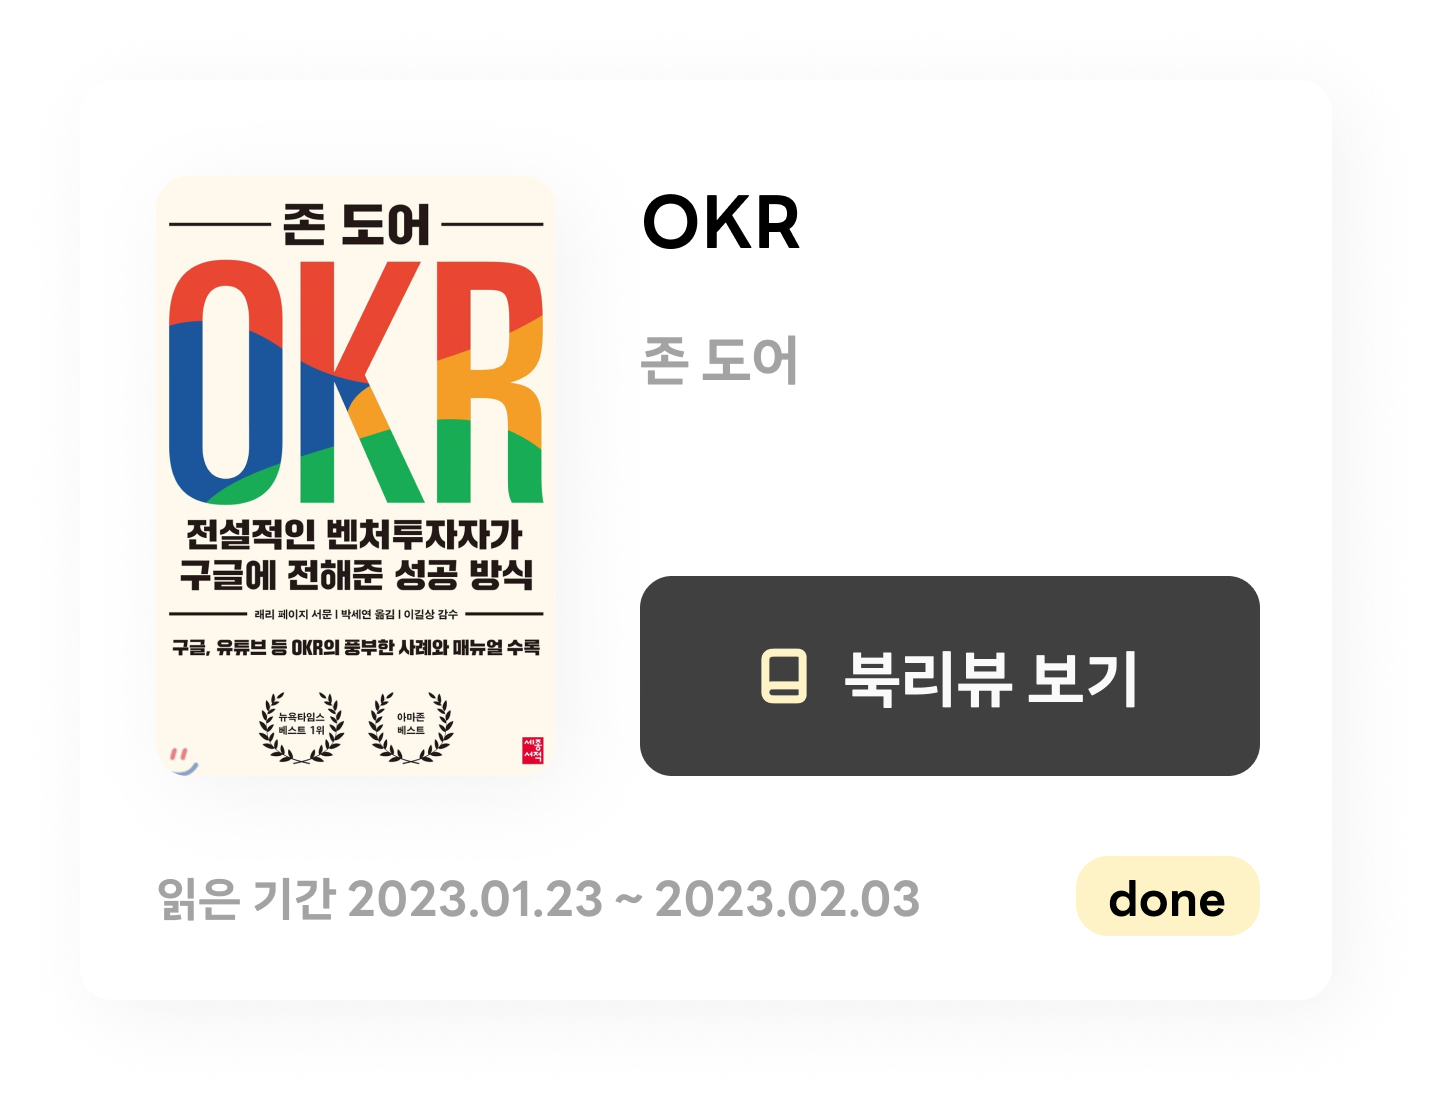 존 도어
OKR
전설적인 벤처투자자가
구글에 전해준 성공 방식
래리 페이지 서문 | 박세연 옮김 | 이길상 감수
구글, 유튜브 등 OKR의 풍부한 사례와 매뉴얼 수록
뉴욕타임스
베스트 1위
아마존
베스트
세종
서적
OKR
존 도어
북리뷰 보기
읽은 기간 2023.01.23 ~ 2023.02.03
done